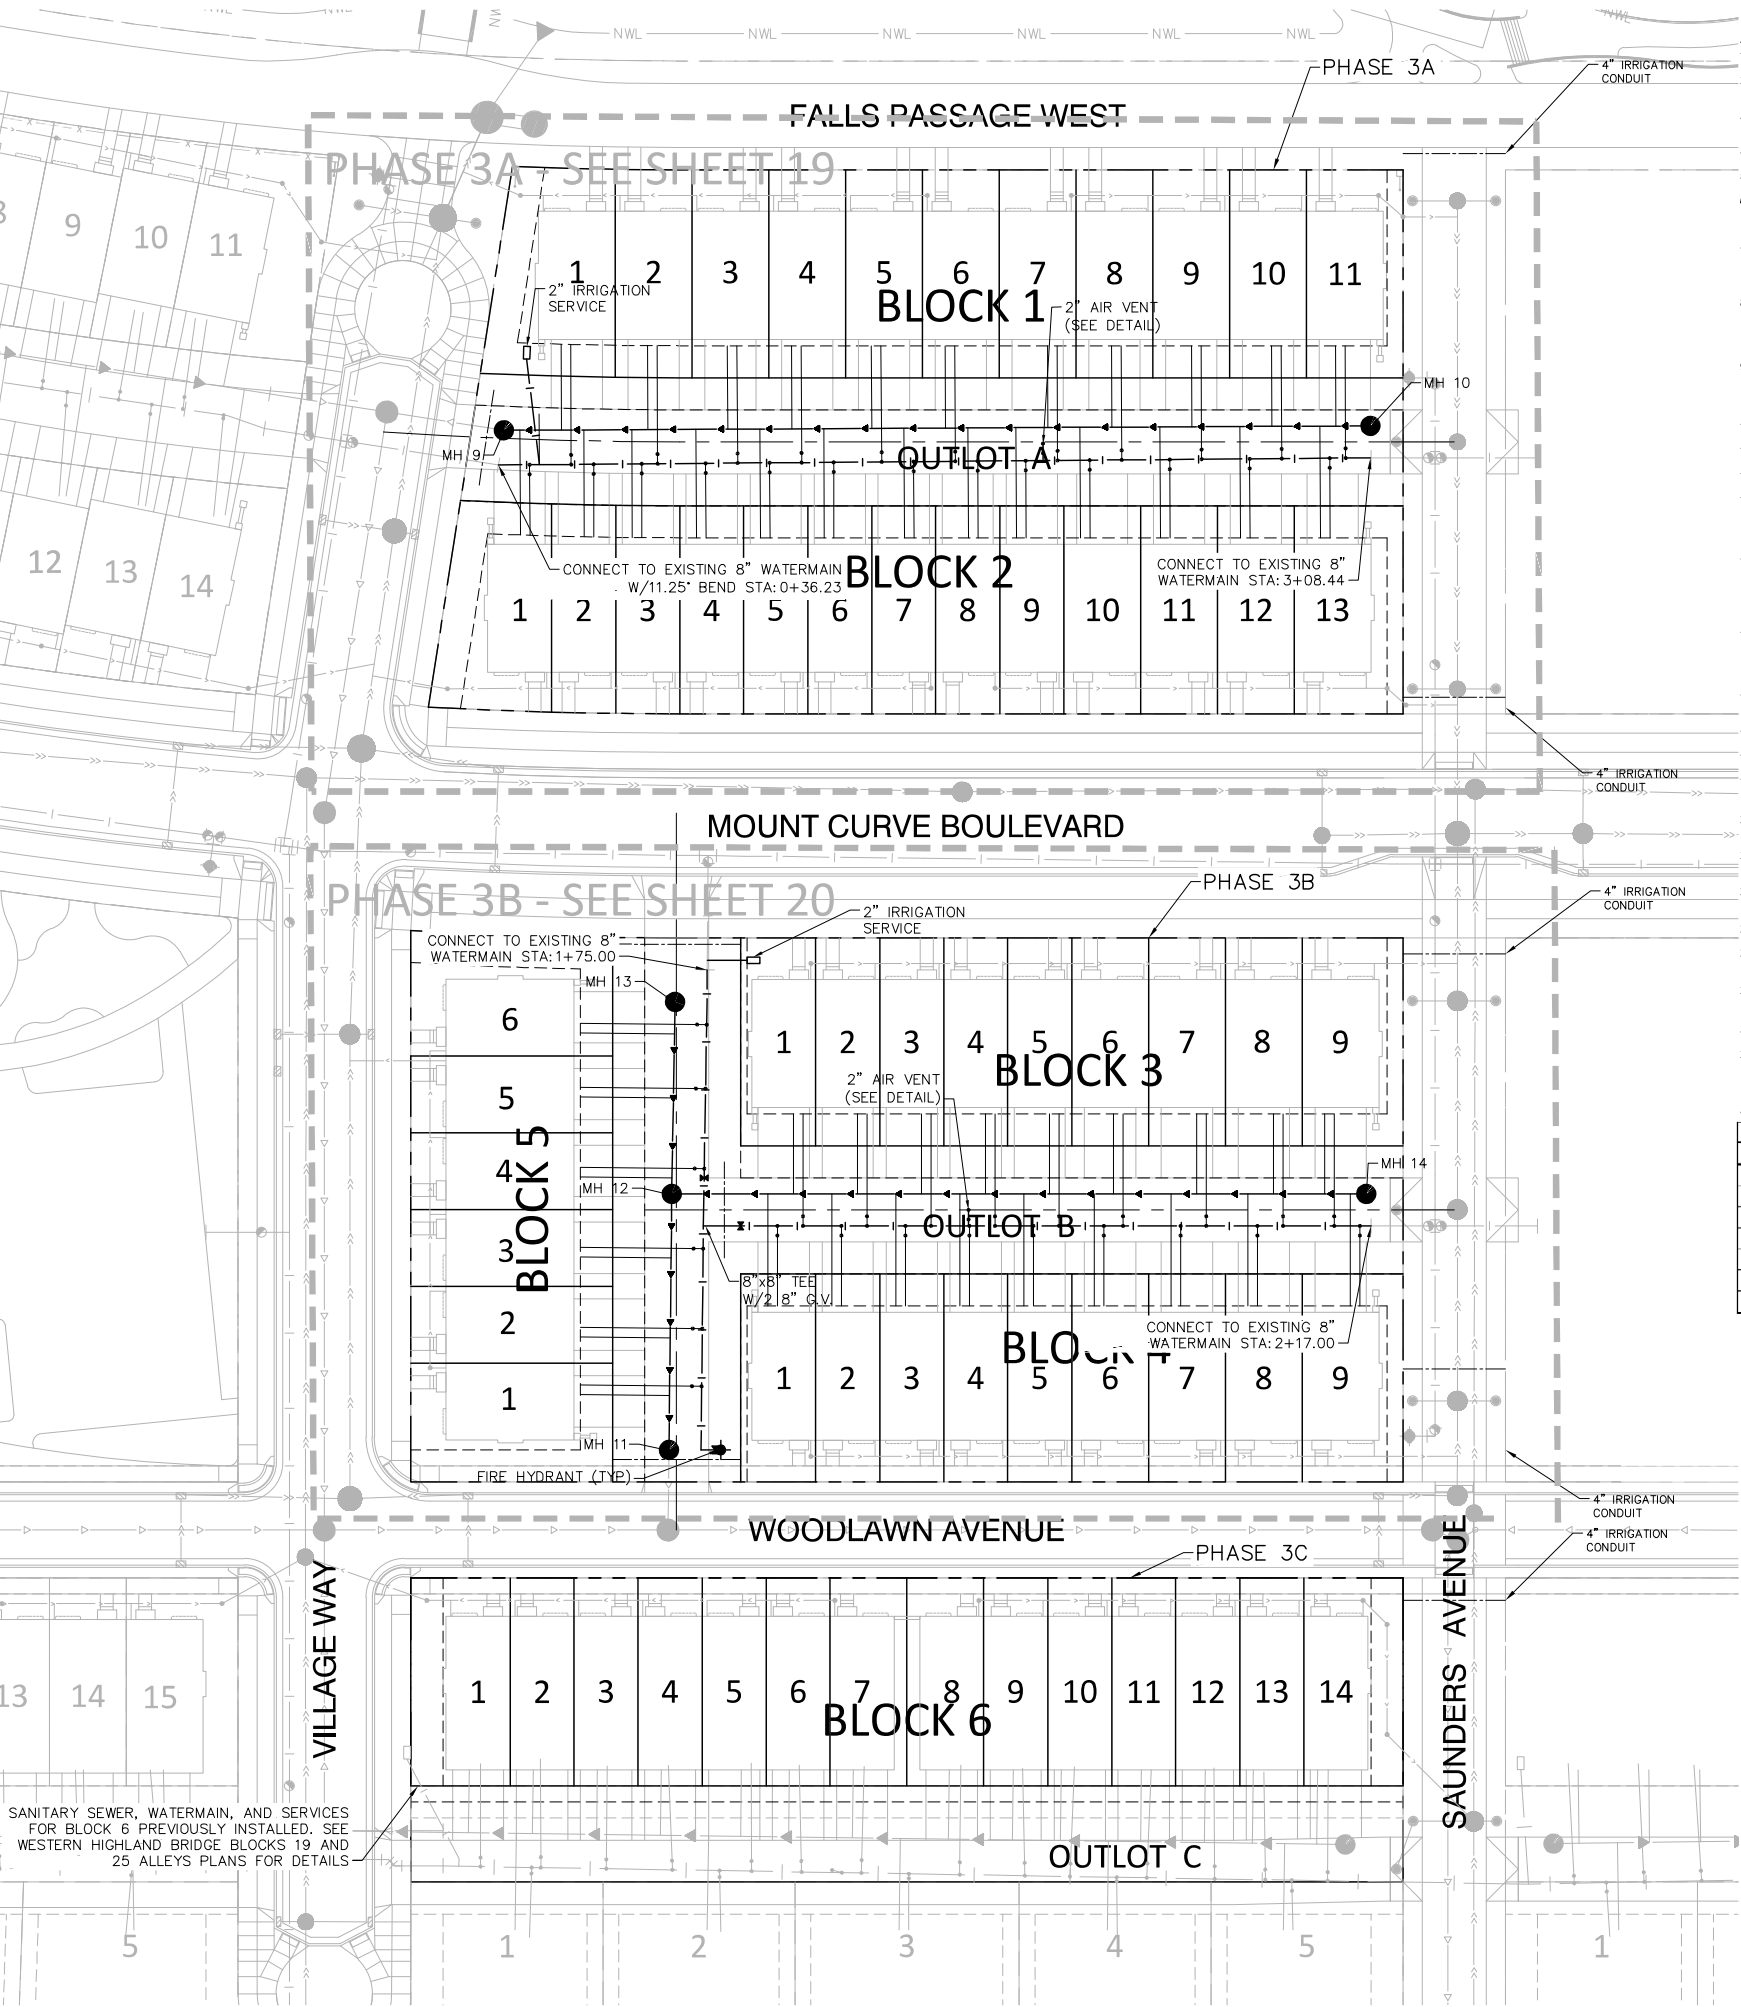 NWL NWL NWL NWL NWL NWL
NWL
PHASE 3A
4" IRRIGATION
CONDUIT
FALLS PASSAGE WEST
PHASE 3A - SEE SHEET 19
9 10 11
1 2 3 4 5 6 7 8 9 10 11
BLOCK 1
2" IRRIGATION
SERVICE
2" AIR VENT
(SEE DETAIL)
MH 10
MH 9
OUTLOT A
CONNECT TO EXISTING 8" WATERMAIN
W/11.25° BEND STA: 0+36.23
BLOCK 2
CONNECT TO EXISTING 8"
WATERMAIN STA: 3+08.44
12 13 14
1 2 3 4 5 6 7 8 9 10 11 12 13
4" IRRIGATION
CONDUIT
MOUNT CURVE BOULEVARD
PHASE 3B
PHASE 3B - SEE SHEET 20
4" IRRIGATION
CONDUIT
2" IRRIGATION
SERVICE
CONNECT TO EXISTING 8"
WATERMAIN STA: 1+75.00
MH 13
6
5
4
3
2
1
BLOCK 5
1 2 3 4 5 6 7 8 9
BLOCK 3
2" AIR VENT
(SEE DETAIL)
MH 14
MH 12
OUTLOT B
8"x8" TEE
W/2 8" G.V.
CONNECT TO EXISTING 8"
WATERMAIN STA: 2+17.00
BLOCK 4
1 2 3 4 5 6 7 8 9
MH 11
FIRE HYDRANT (TYP)
4" IRRIGATION
CONDUIT
WOODLAWN AVENUE
4" IRRIGATION
CONDUIT
PHASE 3C
VILLAGE WAY
SAUNDERS AVENUE
13 14 15
1 2 3 4 5 6 7 8 9 10 11 12 13 14
BLOCK 6
SANITARY SEWER, WATERMAIN, AND SERVICES
FOR BLOCK 6 PREVIOUSLY INSTALLED. SEE
WESTERN HIGHLAND BRIDGE BLOCKS 19 AND
25 ALLEYS PLANS FOR DETAILS
OUTLOT C
5 1 2 3 4 5 1